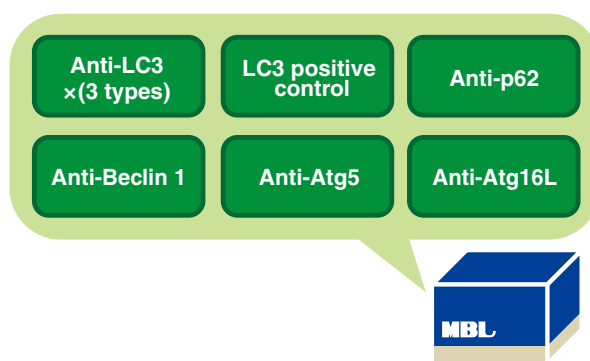 Anti-LC3
×(3 types)
LC3 positive
control
Anti-p62
Anti-Beclin 1
Anti-Atg5
Anti-Atg16L
MBL